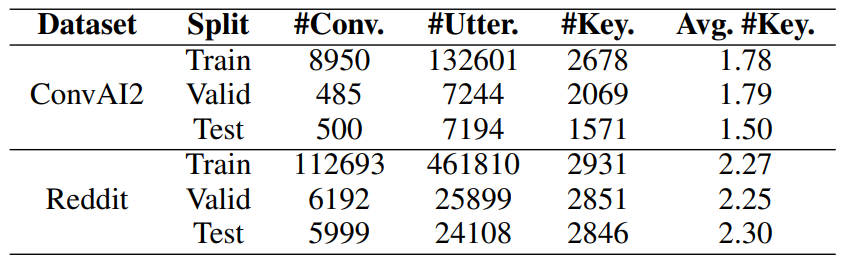 Dataset Split #Conv. #Utter. #Key. Avg. #Key.
Train 8950 132601 2678 1.78
ConvAI2 Valid 485 7244 2069 1.79
Test 500 7194 1571 1.50
Train 112693 461810 2931 2.27
Reddit Valid 6192 25899 2851 2.25
Test 5999 24108 2846 2.30